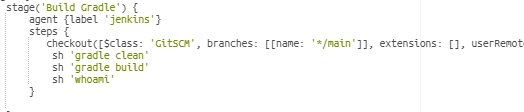 stage('Build Gradle') {
agent {label 'jenkins'}
steps {
checkout([$class: 'GitSCM', branches: [[name: '*/main']], extensions: [], userRemot
sh 'gradle clean'
sh 'gradle build'
sh 'whoami'
}